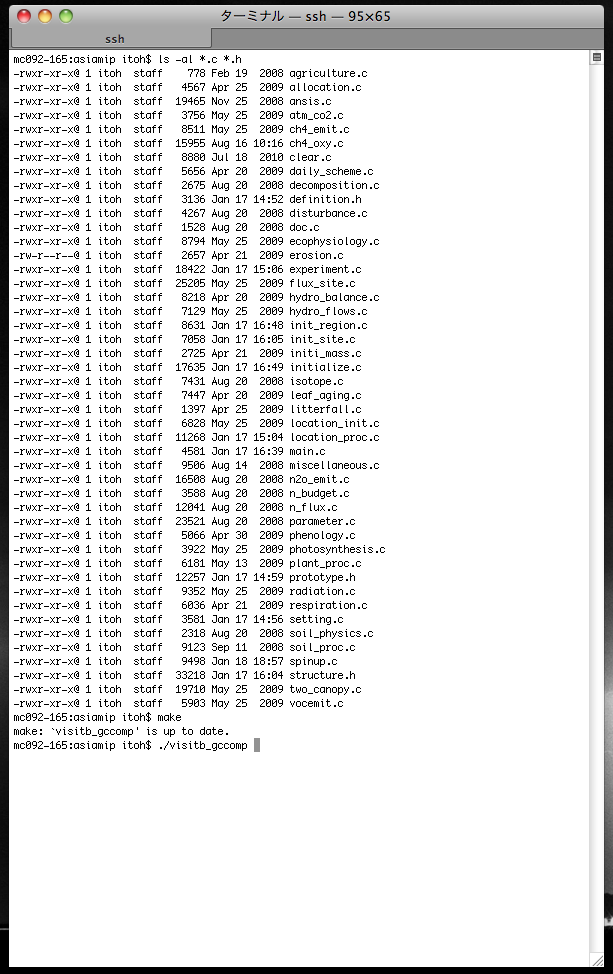 ターミナル — ssh — 95×65
ssh
mc092-165:asiamip itoh$ ls -al *.c *.h
-rwxr-xr-x@ 1 itoh  staff    778 Feb 19  2008 agriculture.c
-rwxr-xr-x@ 1 itoh  staff   4567 Apr 25  2009 allocation.c
-rwxr-xr-x@ 1 itoh  staff  19465 Nov 25  2008 ansis.c
-rwxr-xr-x@ 1 itoh  staff   3756 May 25  2009 atm_co2.c
-rwxr-xr-x@ 1 itoh  staff   8511 May 25  2009 ch4_emit.c
-rwxr-xr-x@ 1 itoh  staff  15955 Aug 16 10:16 ch4_oxy.c
-rwxr-xr-x@ 1 itoh  staff   8880 Jul 18  2010 clear.c
-rwxr-xr-x@ 1 itoh  staff   5656 Apr 20  2009 daily_scheme.c
-rwxr-xr-x@ 1 itoh  staff   2675 Aug 20  2008 decomposition.c
-rwxr-xr-x@ 1 itoh  staff   3136 Jan 17 14:52 definition.h
-rwxr-xr-x@ 1 itoh  staff   4267 Aug 20  2008 disturbance.c
-rwxr-xr-x@ 1 itoh  staff   1528 Aug 20  2008 doc.c
-rwxr-xr-x@ 1 itoh  staff   8794 May 25  2009 ecophysiology.c
-rw-r--r--@ 1 itoh  staff   2657 Apr 21  2009 erosion.c
-rwxr-xr-x@ 1 itoh  staff  18422 Jan 17 15:06 experiment.c
-rwxr-xr-x@ 1 itoh  staff  25205 May 25  2009 flux_site.c
-rwxr-xr-x@ 1 itoh  staff   8218 Apr 20  2009 hydro_balance.c
-rwxr-xr-x@ 1 itoh  staff   7129 May 25  2009 hydro_flows.c
-rwxr-xr-x@ 1 itoh  staff   8631 Jan 17 16:48 init_region.c
-rwxr-xr-x@ 1 itoh  staff   7058 Jan 17 16:05 init_site.c
-rwxr-xr-x@ 1 itoh  staff   2725 Apr 21  2009 initi_mass.c
-rwxr-xr-x@ 1 itoh  staff  17635 Jan 17 16:49 initialize.c
-rwxr-xr-x@ 1 itoh  staff   7431 Aug 20  2008 isotope.c
-rwxr-xr-x@ 1 itoh  staff   7447 Apr 20  2009 leaf_aging.c
-rwxr-xr-x@ 1 itoh  staff   1397 Apr 25  2009 litterfall.c
-rwxr-xr-x@ 1 itoh  staff   6828 May 25  2009 location_init.c
-rwxr-xr-x@ 1 itoh  staff  11268 Jan 17 15:04 location_proc.c
-rwxr-xr-x@ 1 itoh  staff   4581 Jan 17 16:39 main.c
-rwxr-xr-x@ 1 itoh  staff   9506 Aug 14  2008 miscellaneous.c
-rwxr-xr-x@ 1 itoh  staff  16508 Aug 20  2008 n2o_emit.c
-rwxr-xr-x@ 1 itoh  staff   3588 Aug 20  2008 n_budget.c
-rwxr-xr-x@ 1 itoh  staff  12041 Aug 20  2008 n_flux.c
-rwxr-xr-x@ 1 itoh  staff  23521 Aug 20  2008 parameter.c
-rwxr-xr-x@ 1 itoh  staff   5066 Apr 30  2009 phenology.c
-rwxr-xr-x@ 1 itoh  staff   3922 May 25  2009 photosynthesis.c
-rwxr-xr-x@ 1 itoh  staff   6181 May 13  2009 plant_proc.c
-rwxr-xr-x@ 1 itoh  staff  12257 Jan 17 14:59 prototype.h
-rwxr-xr-x@ 1 itoh  staff   9352 May 25  2009 radiation.c
-rwxr-xr-x@ 1 itoh  staff   6036 Apr 21  2009 respiration.c
-rwxr-xr-x@ 1 itoh  staff   3581 Jan 17 14:56 setting.c
-rwxr-xr-x@ 1 itoh  staff   2318 Aug 20  2008 soil_physics.c
-rwxr-xr-x@ 1 itoh  staff   9123 Sep 11  2008 soil_proc.c
-rwxr-xr-x@ 1 itoh  staff   9498 Jan 18 18:57 spinup.c
-rwxr-xr-x@ 1 itoh  staff  33218 Jan 17 16:04 structure.h
-rwxr-xr-x@ 1 itoh  staff  19710 May 25  2009 two_canopy.c
-rwxr-xr-x@ 1 itoh  staff   5903 May 25  2009 vocemit.c
mc092-165:asiamip itoh$ make
make: `visitb_gccomp' is up to date.
mc092-165:asiamip itoh$ ./visitb_gccomp